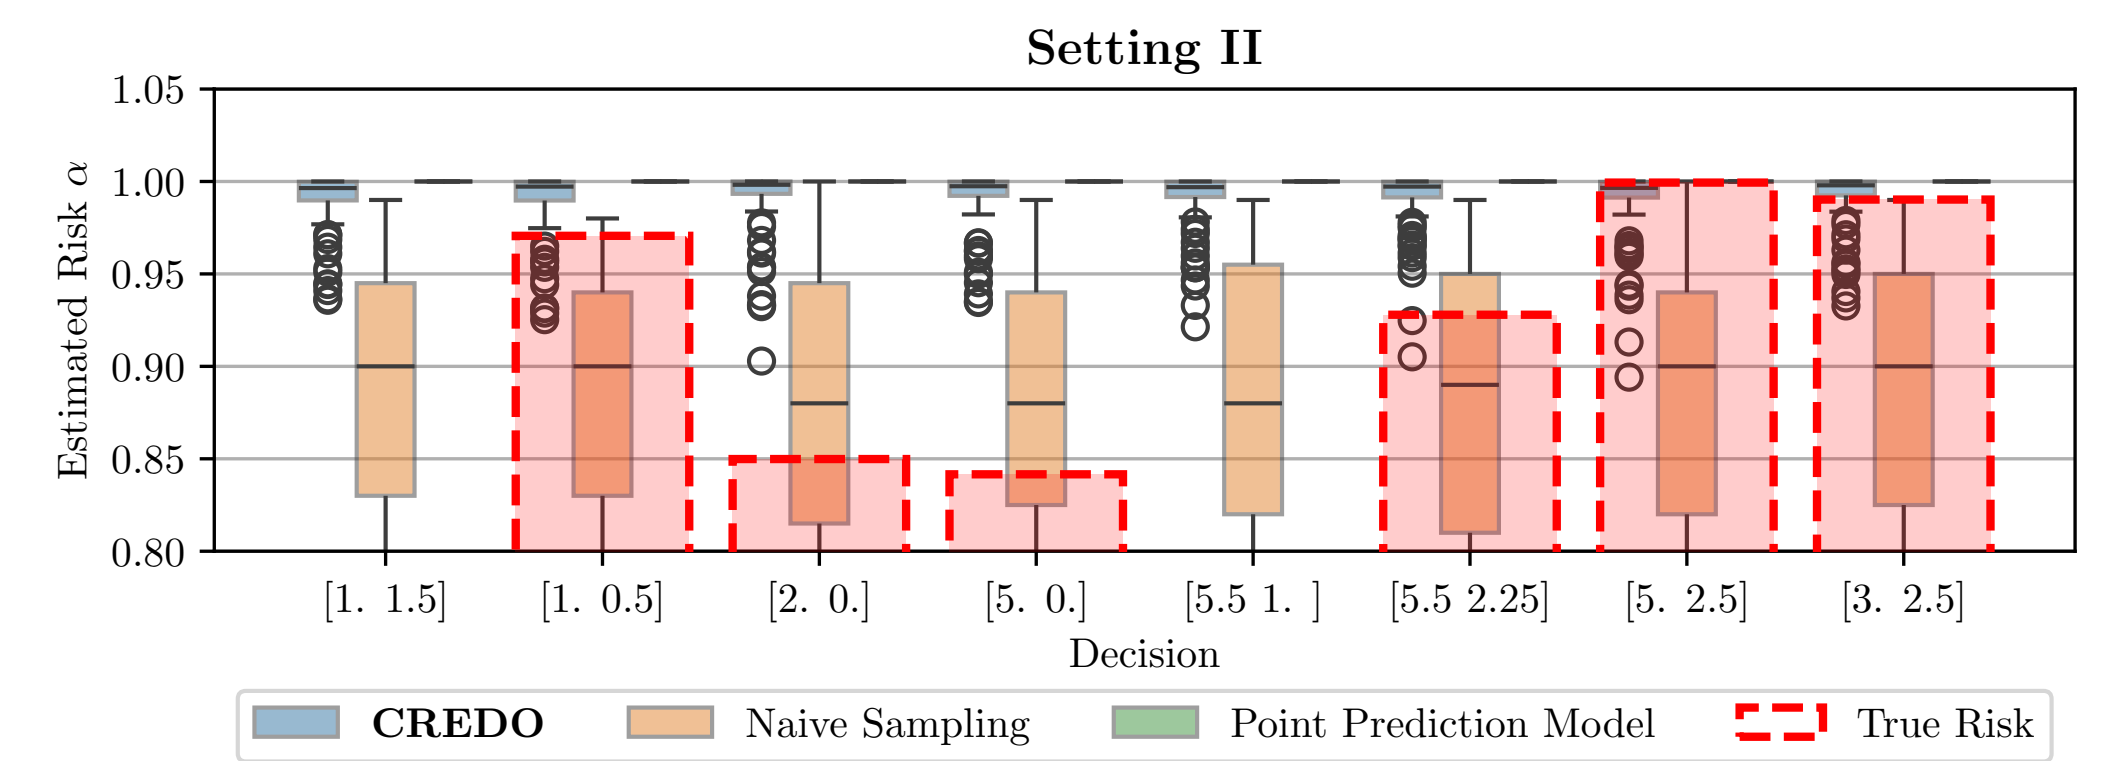 Setting II
Estimated Risk α
1.05
1.00
0.95
0.90
0.85
0.80
[1. 1.5] [1. 0.5] [2. 0.] [5. 0.] [5.5 1. ] [5.5 2.25] [5. 2.5] [3. 2.5]
Decision
CREDO Naive Sampling Point Prediction Model True Risk